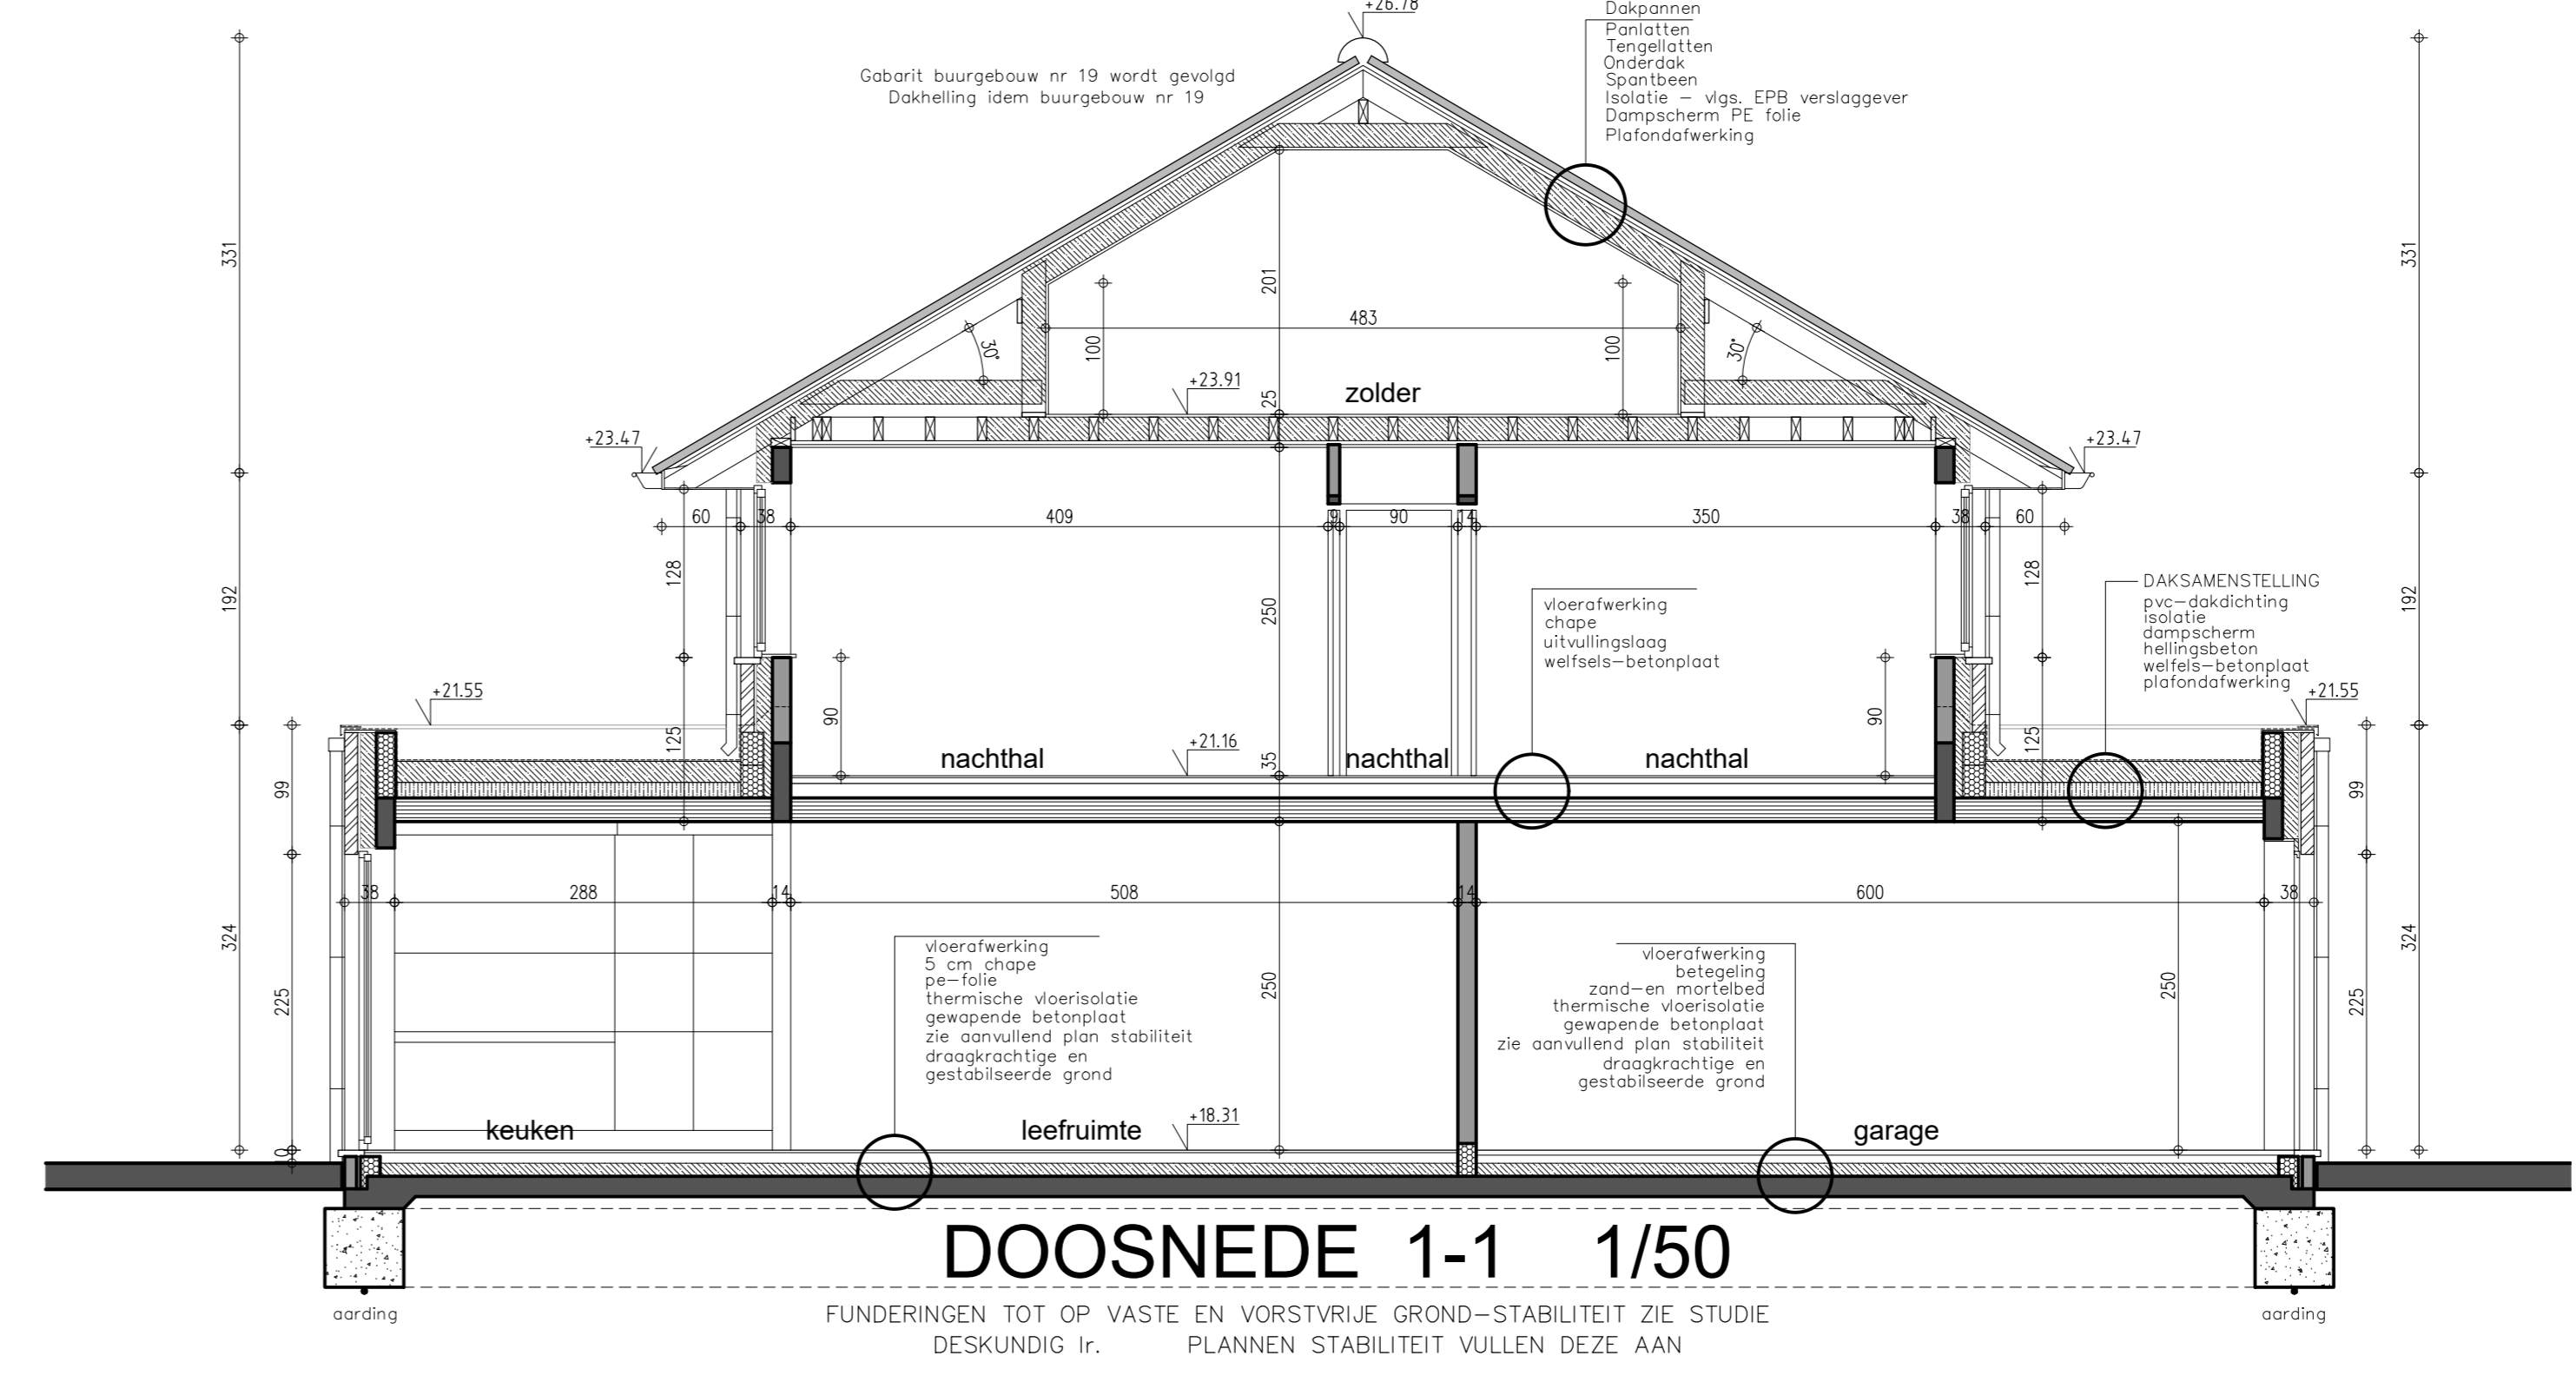 +26.78
Dakpannen
Panlatten
Tengellatten
Onderdak
Spantbeen
Isolatie – vlgs. EPB verslaggever
Dampscherm PE folie
Plafondafwerking
Gabarit buurgebouw nr 19 wordt gevolgd
Dakhelling idem buurgebouw nr 19
331
201
331
483
100
100
30°
30°
+23.91
25
zolder
+23.47
+23.47
60
38
409
9
90
14
350
38
60
192
128
250
128
192
vloerafwerking
chape
uitvullingslaag
welfsels-betonplaat
DAKSAMENSTELLING
pvc-dakdichting
isolatie
dampscherm
hellingsbeton
welfels-betonplaat
plafondafwerking
+21.55
+21.55
125
90
90
125
+21.16
35
nachthal
nachthal
nachthal
99
99
38
288
14
508
14
600
38
324
225
250
250
225
324
vloerafwerking
5 cm chape
pe-folie
thermische vloerisolatie
gewapende betonplaat
zie aanvullend plan stabiliteit
draagkrachtige en
gestabilseerde grond
vloerafwerking
betegeling
zand-en mortelbed
thermische vloerisolatie
gewapende betonplaat
zie aanvullend plan stabiliteit
draagkrachtige en
gestabilseerde grond
+18.31
keuken
leefruimte
garage
DOOSNEDE 1-1 1/50
aarding
aarding
FUNDERINGEN TOT OP VASTE EN VORSTVRIJE GROND-STABILITEIT ZIE STUDIE
DESKUNDIG Ir. PLANNEN STABILITEIT VULLEN DEZE AAN